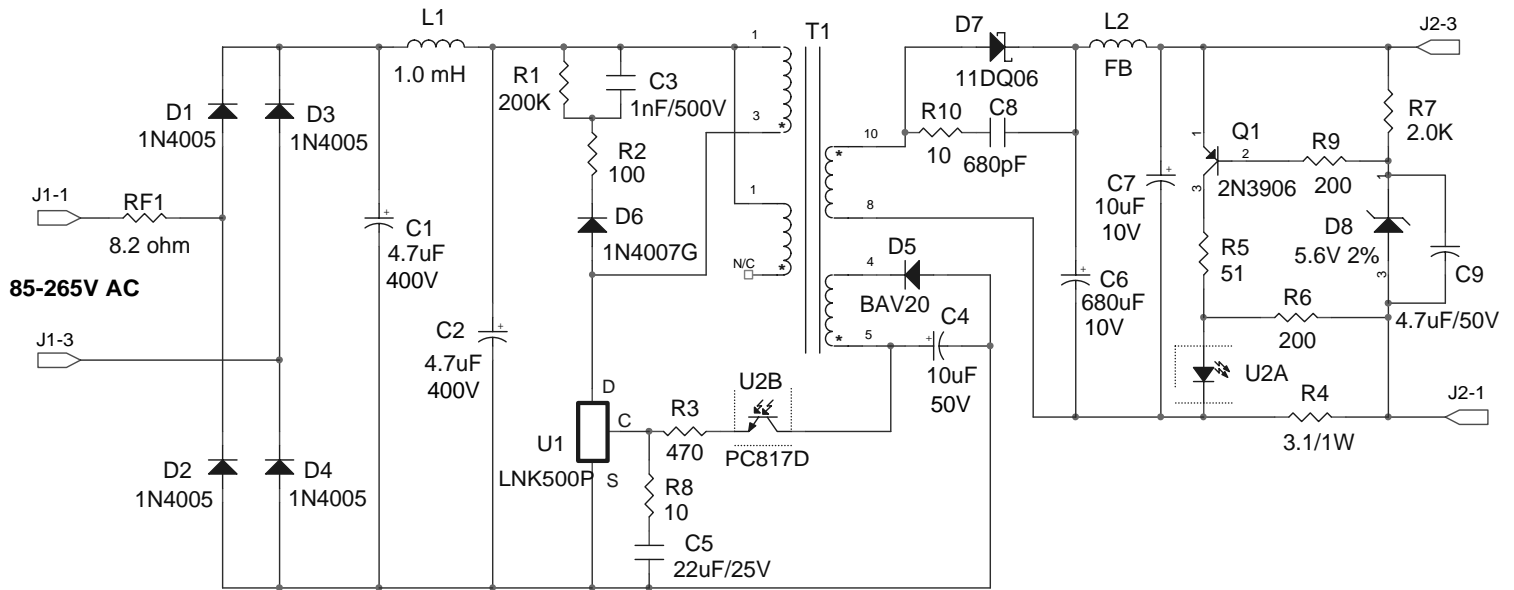 L1
1.0 mH
D1
1N4005
D3
1N4005
J1-1
RF1
8.2 ohm
85-265V AC
J1-3
D2
1N4005
D4
1N4005
+
C1
4.7uF
400V
+
C2
4.7uF
400V
R1
200K
C3
1nF/500V
R2
100
D6
1N4007G
U1
LNK500P
D
C
S
R3
470
R8
10
C5
22uF/25V
U2B
PC817D
T1
1
3
*
1
N/C
*
10
*
8
4
5
*
D5
BAV20
+
C4
10uF
50V
D7
11DQ06
R10
10
C8
680pF
L2
FB
+
C7
10uF
10V
+
C6
680uF
10V
Q1
1
2
3
2N3906
R9
200
R7
2.0K
J2-3
R5
51
D8
5.6V 2%
1
3
C9
4.7uF/50V
R6
200
U2A
R4
3.1/1W
J2-1